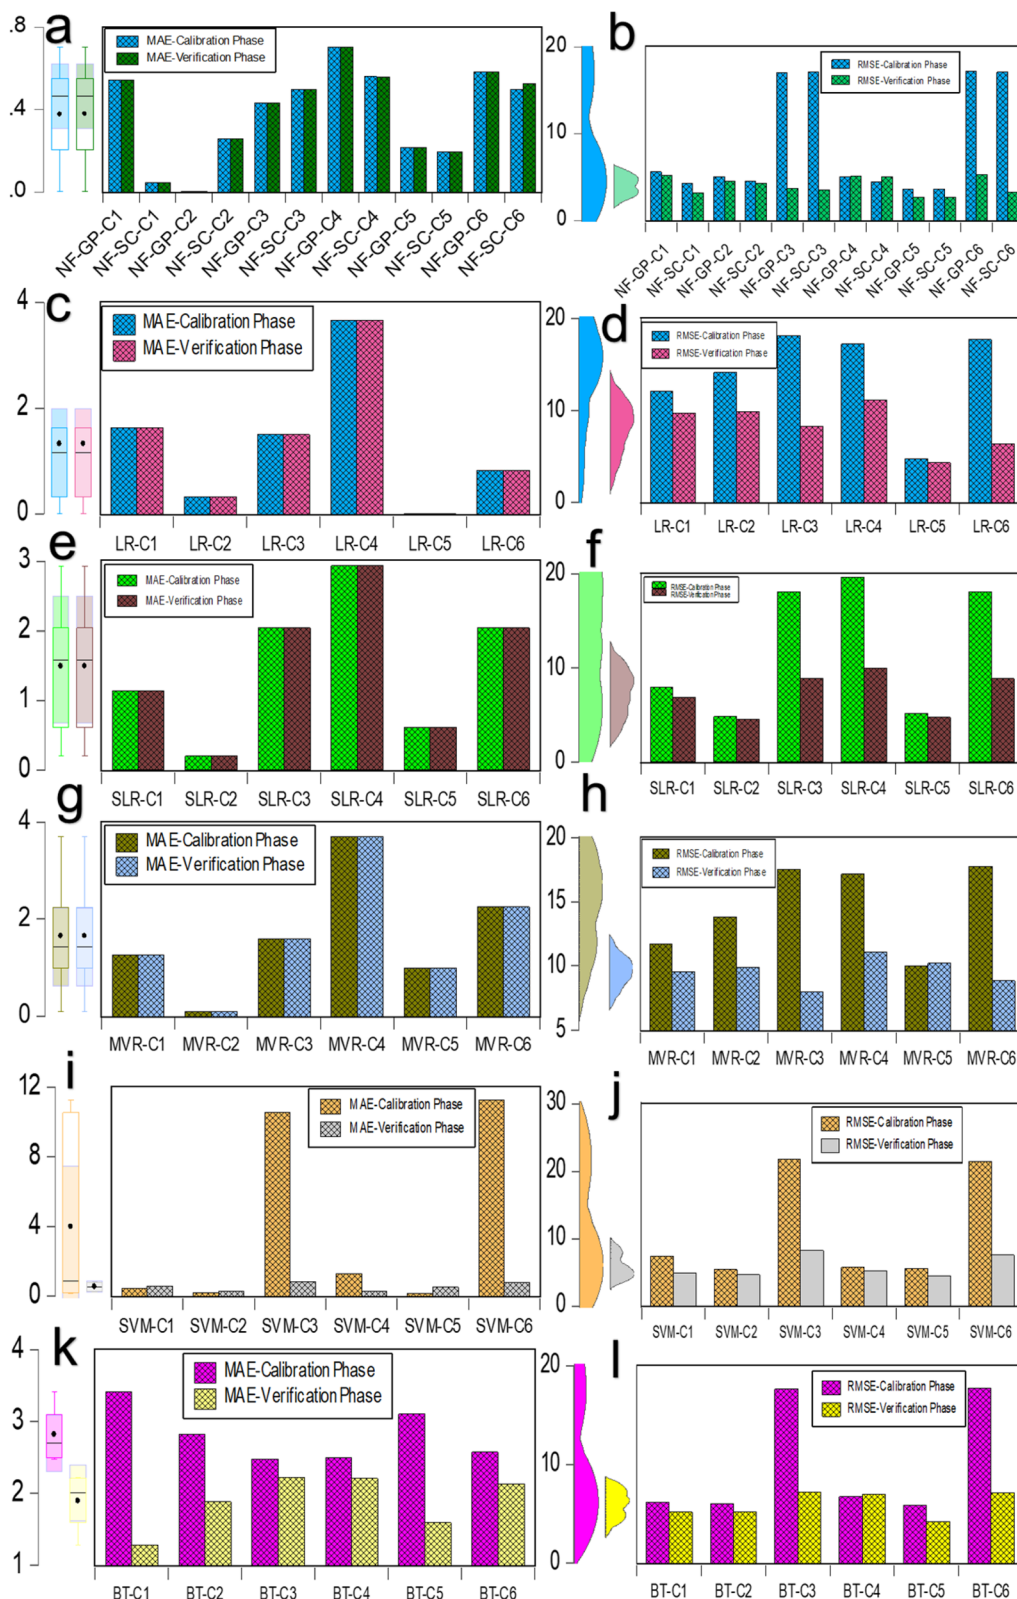 a
.8
.4
.0
MAE-Calibration Phase
MAE-Verification Phase
NF-GP-C1
NF-SC-C1
NF-GP-C2
NF-SC-C2
NF-GP-C3
NF-SC-C3
NF-GP-C4
NF-SC-C4
NF-GP-C5
NF-SC-C5
NF-GP-C6
NF-SC-C6
b
20
10
0
RMSE-Calibration Phase
RMSE-Verification Phase
NF-GP-C1
NF-SC-C1
NF-GP-C2
NF-SC-C2
NF-GP-C3
NF-SC-C3
NF-GP-C4
NF-SC-C4
NF-GP-C5
NF-SC-C5
NF-GP-C6
NF-SC-C6
c
4
2
0
MAE-Calibration Phase
MAE-Verification Phase
LR-C1 LR-C2 LR-C3 LR-C4 LR-C5 LR-C6
d
20
10
0
RMSE-Calibration Phase
RMSE-Verification Phase
LR-C1 LR-C2 LR-C3 LR-C4 LR-C5 LR-C6
e
3
2
1
0
MAE-Calibration Phase
MAE-Verification Phase
SLR-C1 SLR-C2 SLR-C3 SLR-C4 SLR-C5 SLR-C6
f
20
10
0
RMSE-Calibration Phase
RMSE-Verification Phase
SLR-C1 SLR-C2 SLR-C3 SLR-C4 SLR-C5 SLR-C6
g
4
2
0
MAE-Calibration Phase
MAE-Verification Phase
MVR-C1 MVR-C2 MVR-C3 MVR-C4 MVR-C5 MVR-C6
h
20
15
10
5
RMSE-Calibration Phase
RMSE-Verification Phase
MVR-C1 MVR-C2 MVR-C3 MVR-C4 MVR-C5 MVR-C6
i
12
8
4
0
MAE-Calibration Phase
MAE-Verification Phase
SVM-C1 SVM-C2 SVM-C3 SVM-C4 SVM-C5 SVM-C6
j
30
20
10
0
RMSE-Calibration Phase
RMSE-Verification Phase
SVM-C1 SVM-C2 SVM-C3 SVM-C4 SVM-C5 SVM-C6
k
4
3
2
1
MAE-Calibration Phase
MAE-Verification Phase
BT-C1 BT-C2 BT-C3 BT-C4 BT-C5 BT-C6
l
20
10
0
RMSE-Calibration Phase
RMSE-Verification Phase
BT-C1 BT-C2 BT-C3 BT-C4 BT-C5 BT-C6